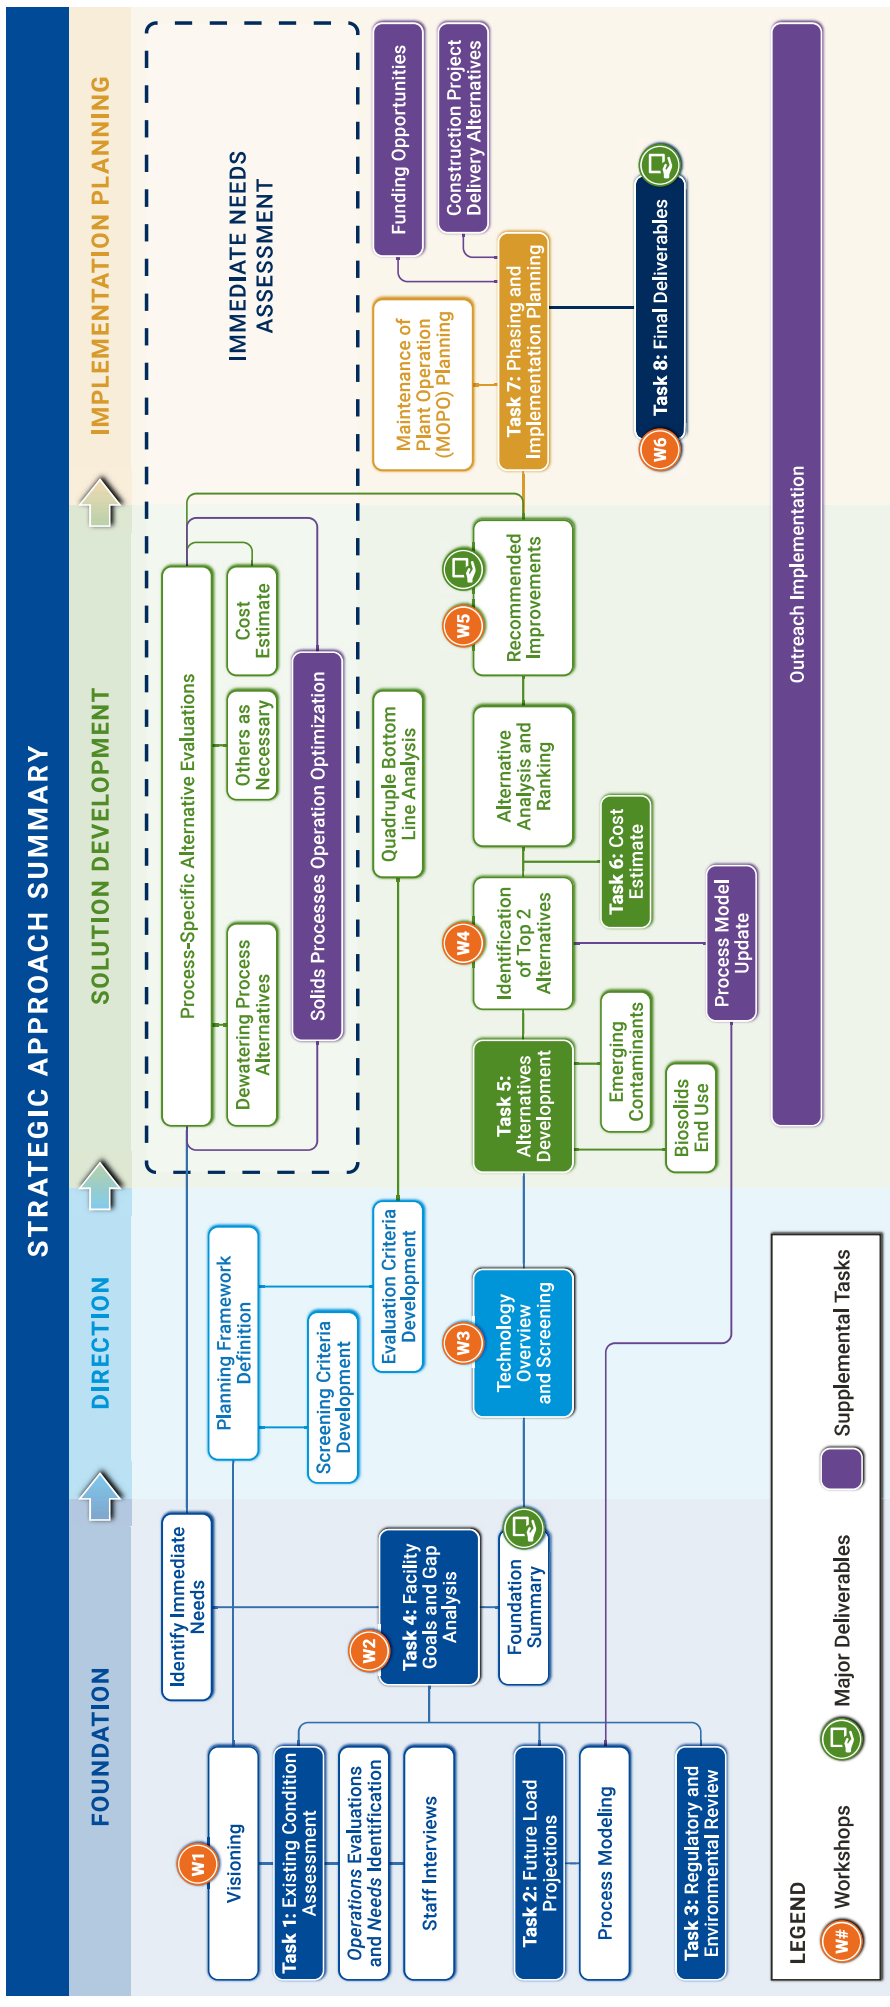 STRATEGIC APPROACH SUMMARY
FOUNDATION
DIRECTION
SOLUTION DEVELOPMENT
IMPLEMENTATION PLANNING
W1
Visioning
Task 1: Existing Condition
Assessment
Operations Evaluations
and Needs Identification
Staff Interviews
Task 2: Future Load
Projections
Process Modeling
Task 3: Regulatory and
Environmental Review
Identify Immediate
Needs
W2
Task 4: Facility
Goals and Gap
Analysis
Foundation
Summary
Planning Framework
Definition
Screening Criteria
Development
Evaluation Criteria
Development
W3
Technology
Overview
and Screening
Process-Specific Alternative Evaluations
Dewatering Process
Alternatives
Others as
Necessary
Cost
Estimate
Solids Processes Operation Optimization
Quadruple Bottom
Line Analysis
Task 5:
Alternatives
Development
Emerging
Contaminants
Biosolids
End Use
W4
Identification
of Top 2
Alternatives
Process Model
Update
Task 6: Cost
Estimate
Alternative
Analysis and
Ranking
W5
Recommended
Improvements
IMMEDIATE NEEDS
ASSESSMENT
Funding Opportunities
Construction Project
Delivery Alternatives
Maintenance of
Plant Operation
(MOPO) Planning
Task 7: Phasing and
Implementation Planning
W6
Task 8: Final Deliverables
Outreach Implementation
LEGEND
W#
Workshops
Major Deliverables
Supplemental Tasks